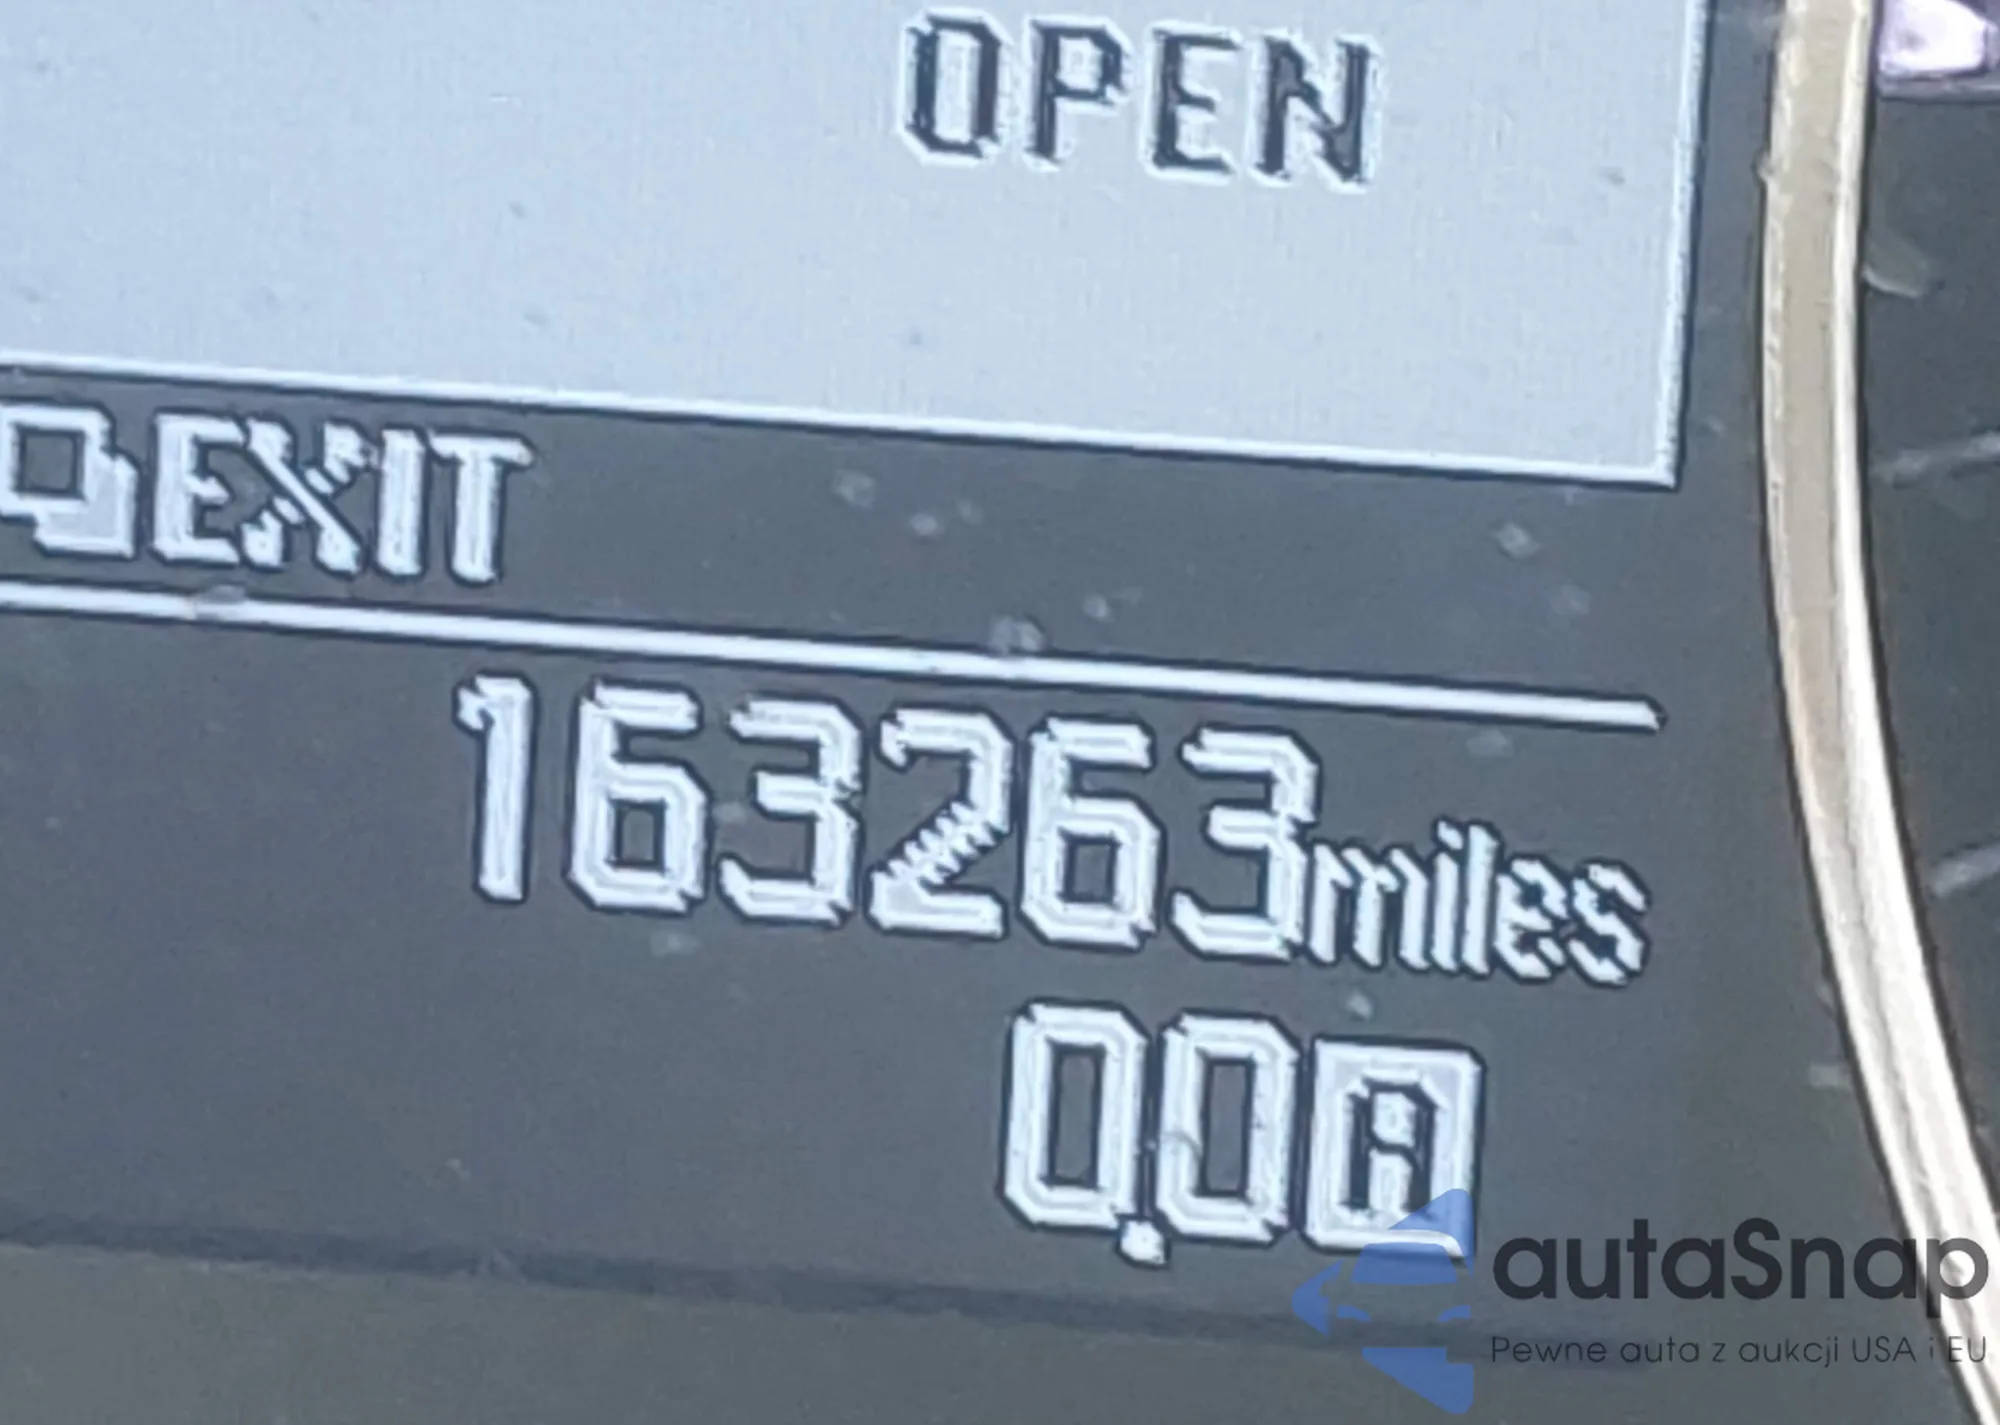 OPEN
EXIT
163263miles
0.0A
autaSnap
Pewne auta z aukcji USA i EU